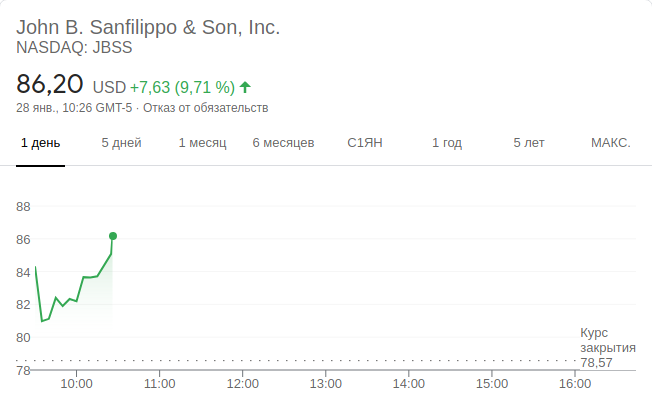 John B. Sanfilippo & Son, Inc.
NASDAQ: JBSS
86,20 USD +7,63 (9,71 %)
28 янв., 10:26 GMT-5 · Отказ от обязательств
1 день 5 дней 1 месяц 6 месяцев С1ЯН 1 год 5 лет МАКС.
88
86
84
82
80
78
Курс
закрытия
78,57
10:00 11:00 12:00 13:00 14:00 15:00 16:00